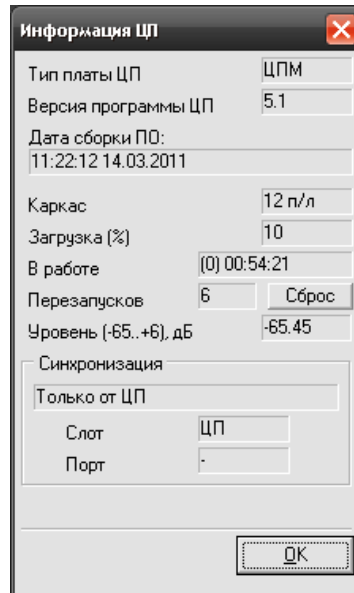 Информация ЦП
Тип платы ЦП ЦПМ
Версия программы ЦП 5.1
Дата сборки ПО:
11:22:12 14.03.2011
Каркас 12 п/л
Загрузка (%) 10
В работе (0) 00:54:21
Перезапусков 6 Сброс
Уровень (-65..+6), дБ -65.45
Синхронизация
Только от ЦП
Слот ЦП
Порт -
OK